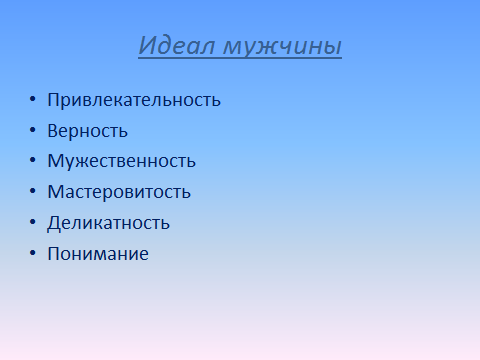 Идеал мужчины
• Привлекательность
• Верность
• Мужественность
• Мастеровитость
• Деликатность
• Понимание